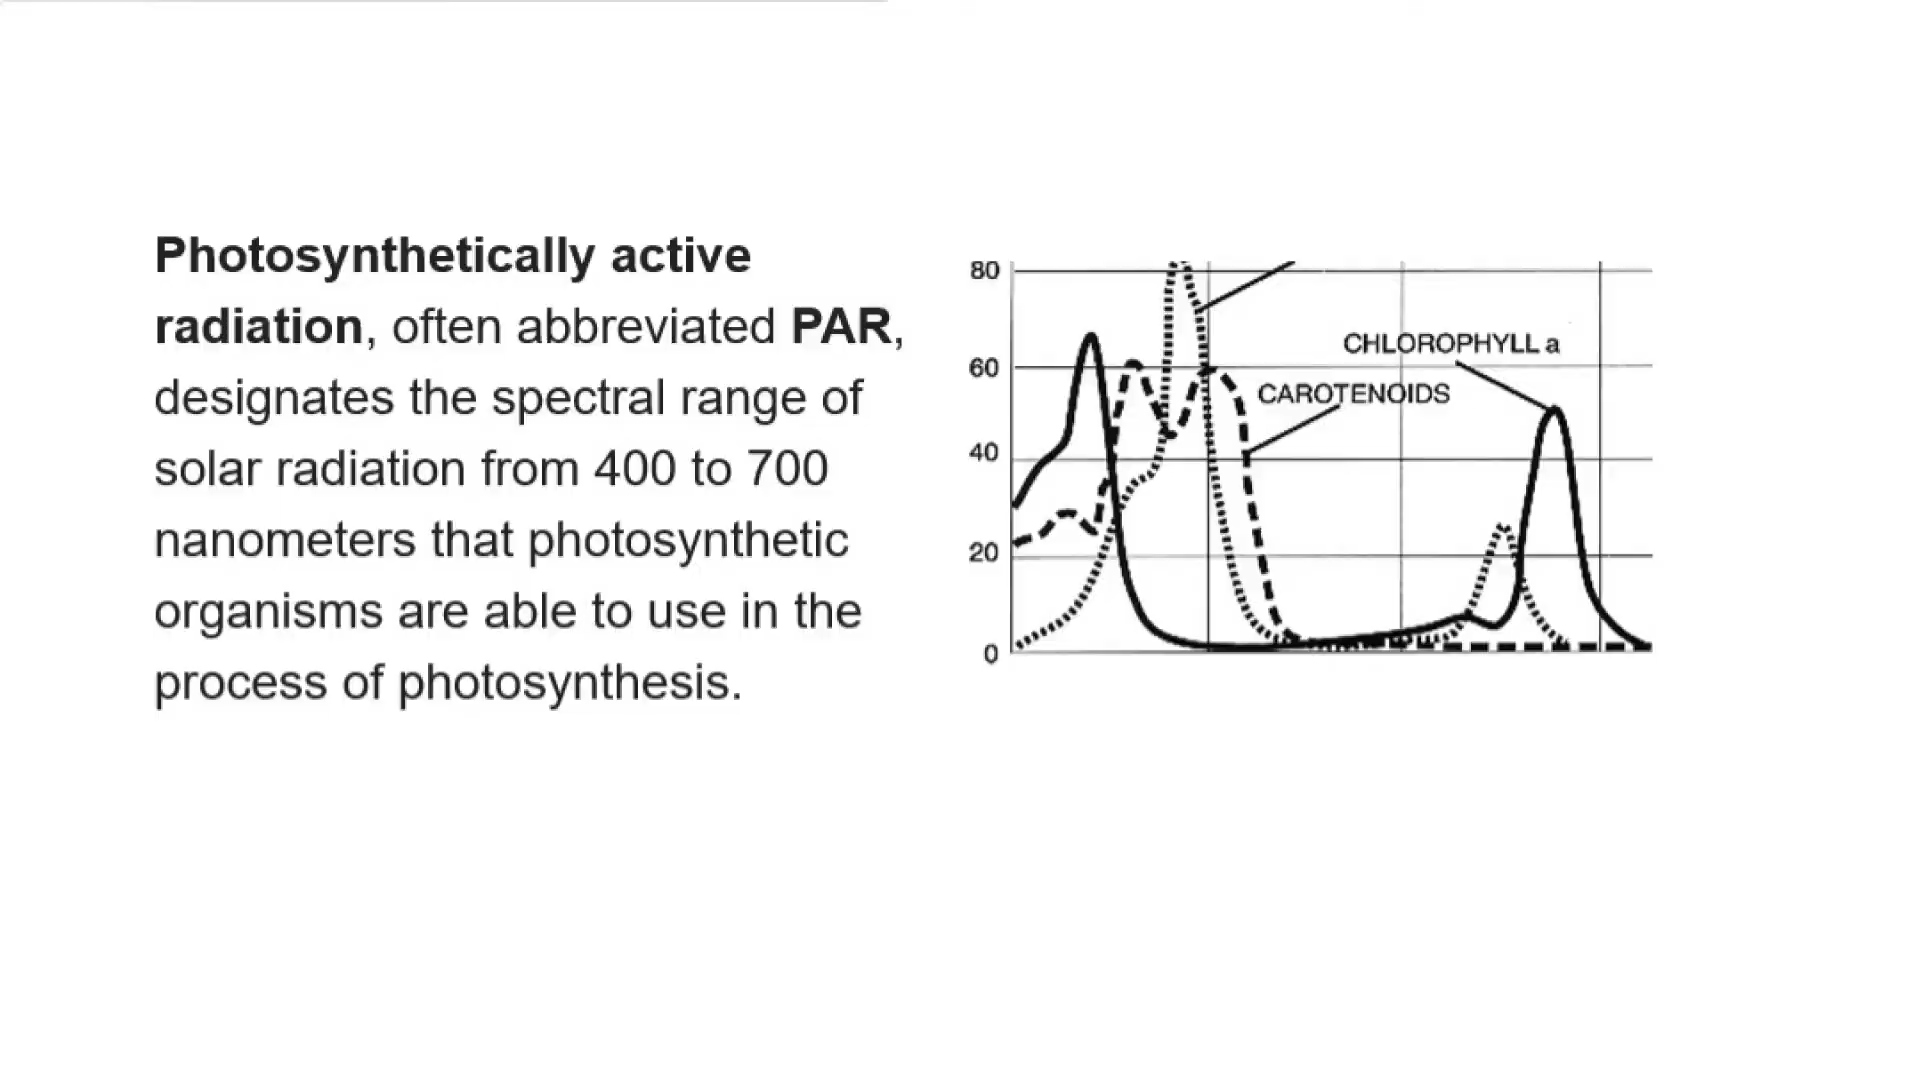 Photosynthetically active
radiation, often abbreviated PAR,
designates the spectral range of
solar radiation from 400 to 700
nanometers that photosynthetic
organisms are able to use in the
process of photosynthesis.
80
CHLOROPHYLL a
60
CAROTENOIDS
40
20
0